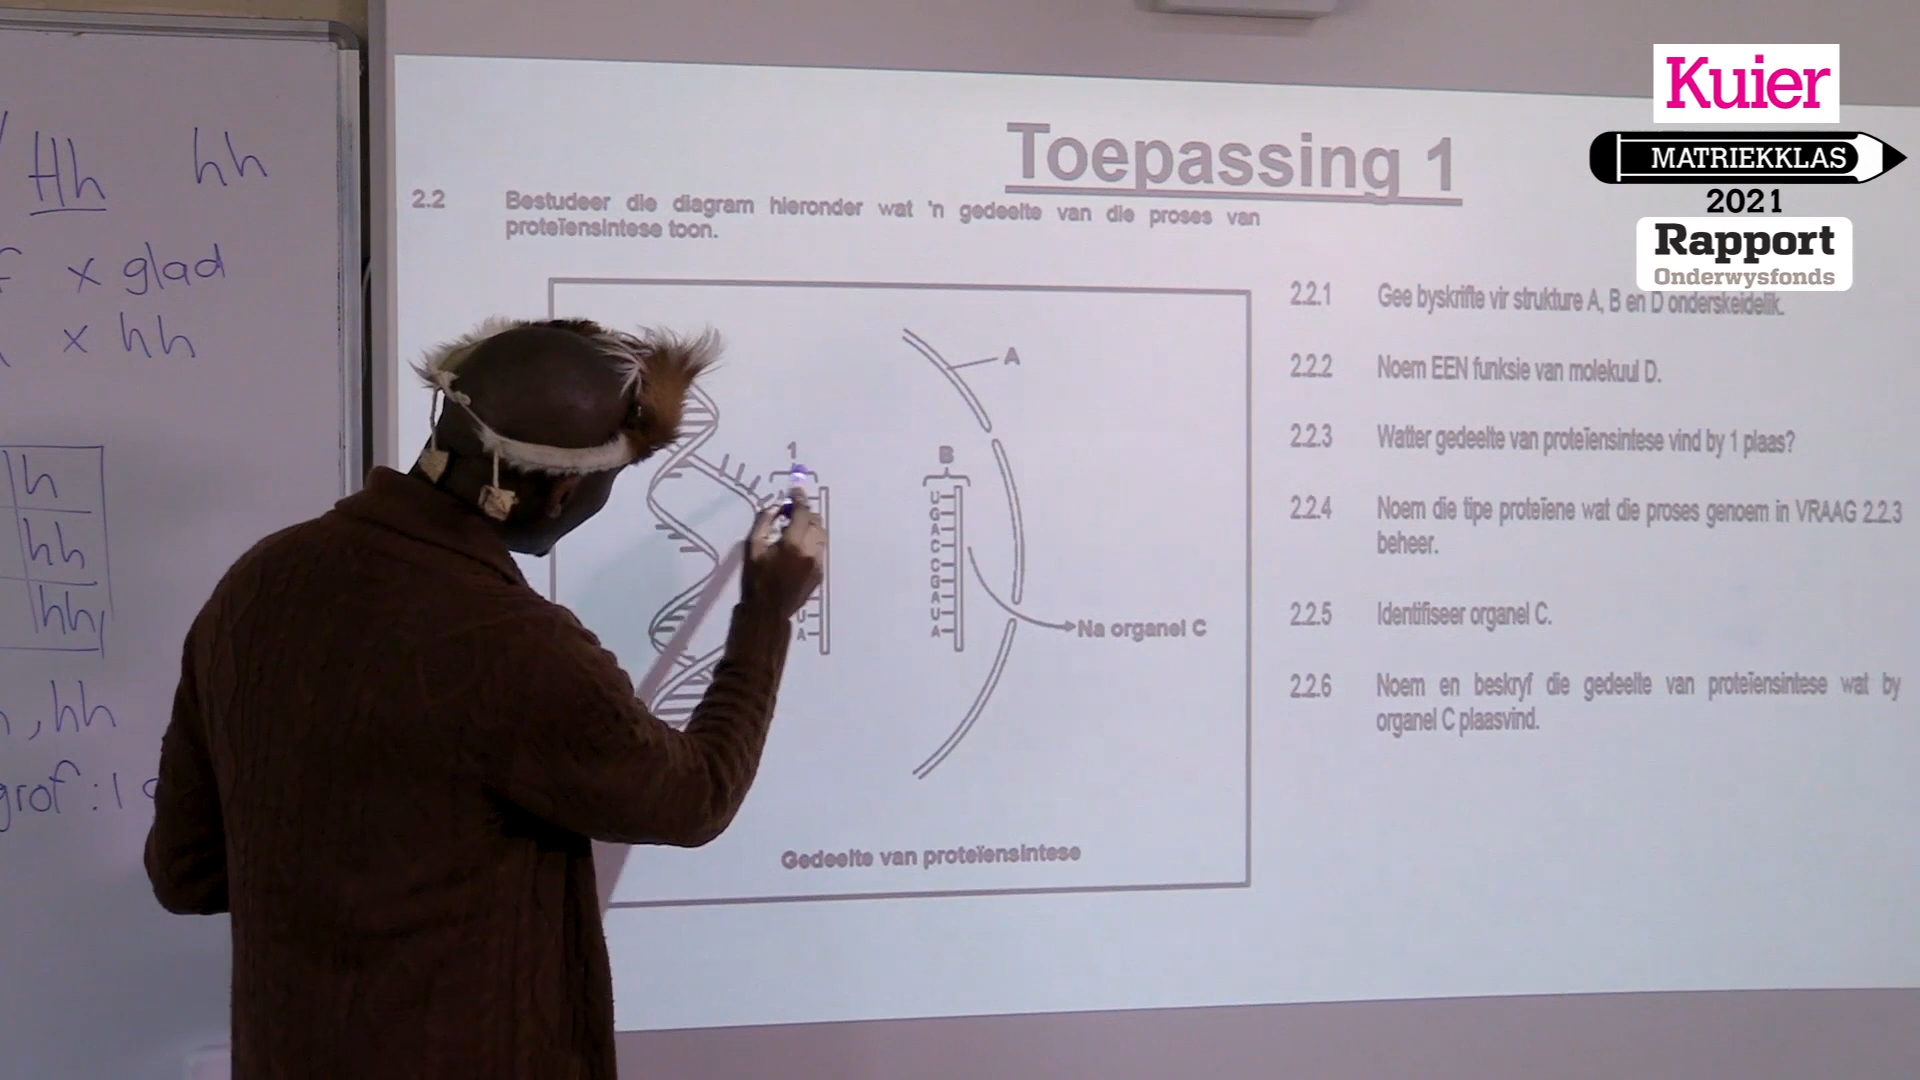 Hh hh
x glad
x hh
h
hh
hh
, hh
grof : 1
Toepassing 1
2.2 Bestudeer die diagram hieronder wat 'n gedeelte van die proses van
proteïensintese toon.
A
1
B
U
G
A
C
C
G
A
U
A
U
A
Na organel C
Gedeelte van proteïensintese
2.2.1 Gee byskrifte vir strukture A, B en D onderskeidelik.
2.2.2 Noem EEN funksie van molekuul D.
2.2.3 Watter gedeelte van proteïensintese vind by 1 plaas?
2.2.4 Noem die tipe proteïene wat die proses genoem in VRAAG 2.2.3
beheer.
2.2.5 Identifiseer organel C.
2.2.6 Noem en beskryf die gedeelte van proteïensintese wat by
organel C plaasvind.
Kuier
MATRIEKKLAS
2021
Rapport
Onderwysfonds